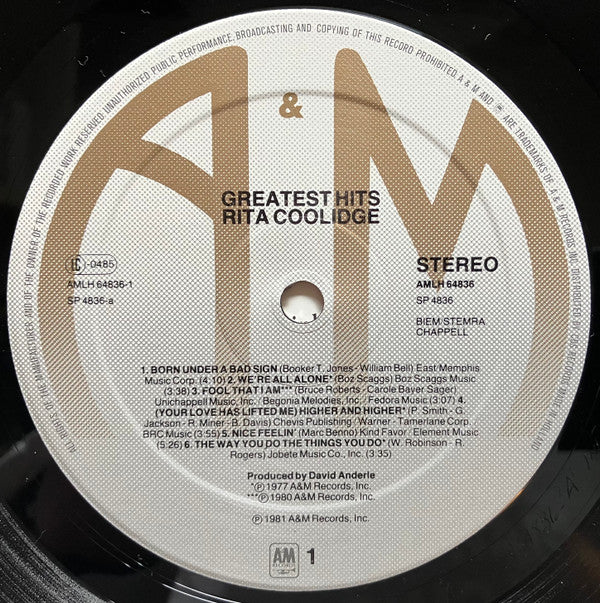 ALL RIGHTS OF THE MANUFACTURER AND OF THE OWNER OF THE RECORDED WORK RESERVED. UNAUTHORIZED PUBLIC PERFORMANCE, BROADCASTING AND COPYING OF THIS RECORD PROHIBITED. A & M AND ARE TRADEMARKS OF A & M RECORDS INC. DISTRIBUTED BY
A & M
GREATEST HITS
RITA COOLIDGE
LC-0485
AMLH 64836-1
SP 4836-a
STEREO
AMLH 64836
SP 4836
BIEM/STEMRA
CHAPPELL
1. BORN UNDER A BAD SIGN (Booker T. Jones - William Bell) East Memphis
Music Corp. (4:10) 2. WE'RE ALL ALONE* (Boz Scaggs) Boz Scaggs Music
(3:38) 3. FOOL THAT I AM*** (Bruce Roberts - Carole Bayer Sager)
Unichappell Music, Inc. / Begonia Melodies, Inc. / Fedora Music (3:07) 4.
(YOUR LOVE HAS LIFTED ME) HIGHER AND HIGHER* (P. Smith - G.
Jackson - R. Miner - B. Davis) Chevis Publishing / Warner - Tamerlane Corp. /
BRC Music (3:55) 5. NICE FEELIN' (Marc Benno) Kind Favor / Element Music
(5:26) 6. THE WAY YOU DO THE THINGS YOU DO* (W. Robinson - R.
Rogers) Jobete Music Co., Inc. (3:35)
Produced by David Anderle
*℗ 1977 A&M Records, Inc.
***℗ 1980 A&M Records, Inc.
℗ 1981 A&M Records, Inc.
AM
RECORDS
1